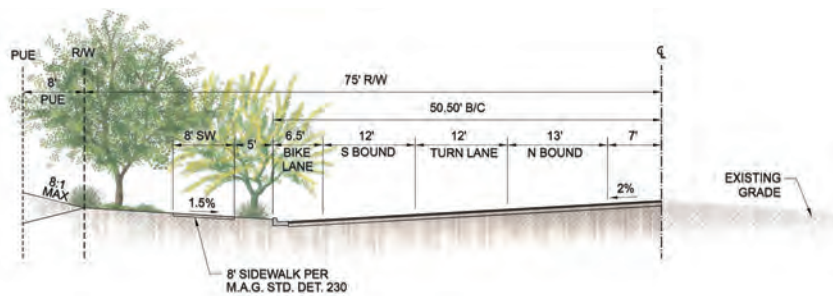 PUE
R/W
℄
8'
PUE
75' R/W
50.50' B/C
8' SW
5'
6.5'
BIKE
LANE
12'
S BOUND
12'
TURN LANE
13'
N BOUND
7'
8:1
MAX
1.5%
2%
EXISTING
GRADE
8' SIDEWALK PER
M.A.G. STD. DET. 230